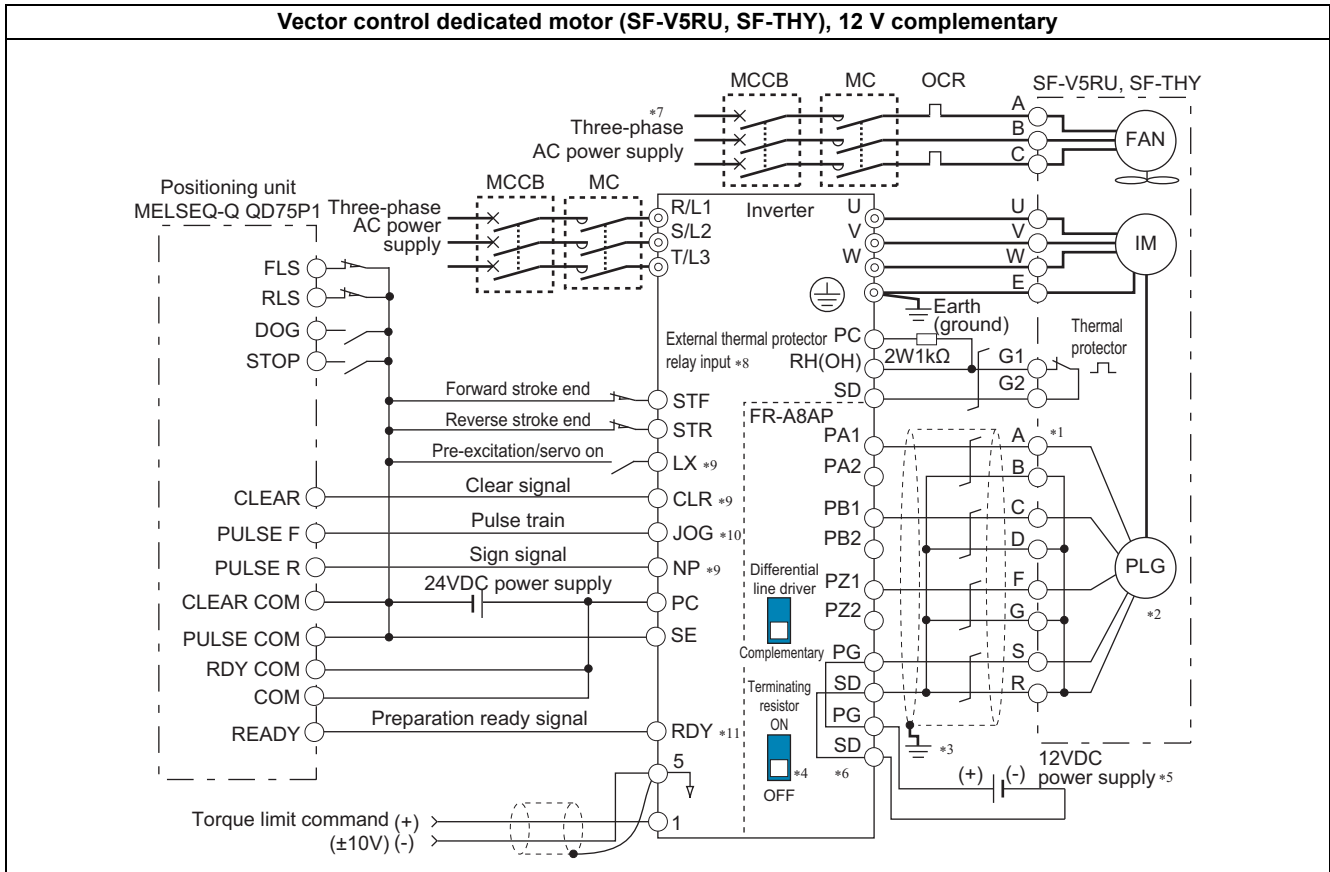 Vector control dedicated motor (SF-V5RU, SF-THY), 12 V complementary
MCCB
MC
OCR
SF-V5RU, SF-THY
*7
Three-phase
AC power supply
A
B
C
FAN
Positioning unit
MELSEQ-Q QD75P1
Three-phase
AC power
supply
MCCB
MC
R/L1
S/L2
T/L3
Inverter
U
V
W
U
V
W
E
IM
FLS
RLS
DOG
STOP
Earth
(ground)
Thermal
protector
External thermal protector
relay input *8
PC
RH(OH)
SD
2W1kΩ
G1
G2
Forward stroke end
STF
Reverse stroke end
STR
Pre-excitation/servo on
LX *9
CLEAR
Clear signal
CLR *9
PULSE F
Pulse train
JOG *10
PULSE R
Sign signal
NP *9
CLEAR COM
24VDC power supply
PC
PULSE COM
SE
RDY COM
COM
READY
Preparation ready signal
RDY *11
5
Torque limit command (+)
(±10V) (-)
1
FR-A8AP
PA1
PA2
PB1
PB2
PZ1
PZ2
PG
SD
PG
SD
Differential
line driver
Complementary
Terminating
resistor
ON
*4
OFF
*6
A
*1
B
C
D
F
G
S
R
PLG
*2
*3
12VDC
power supply *5
(+)
(-)